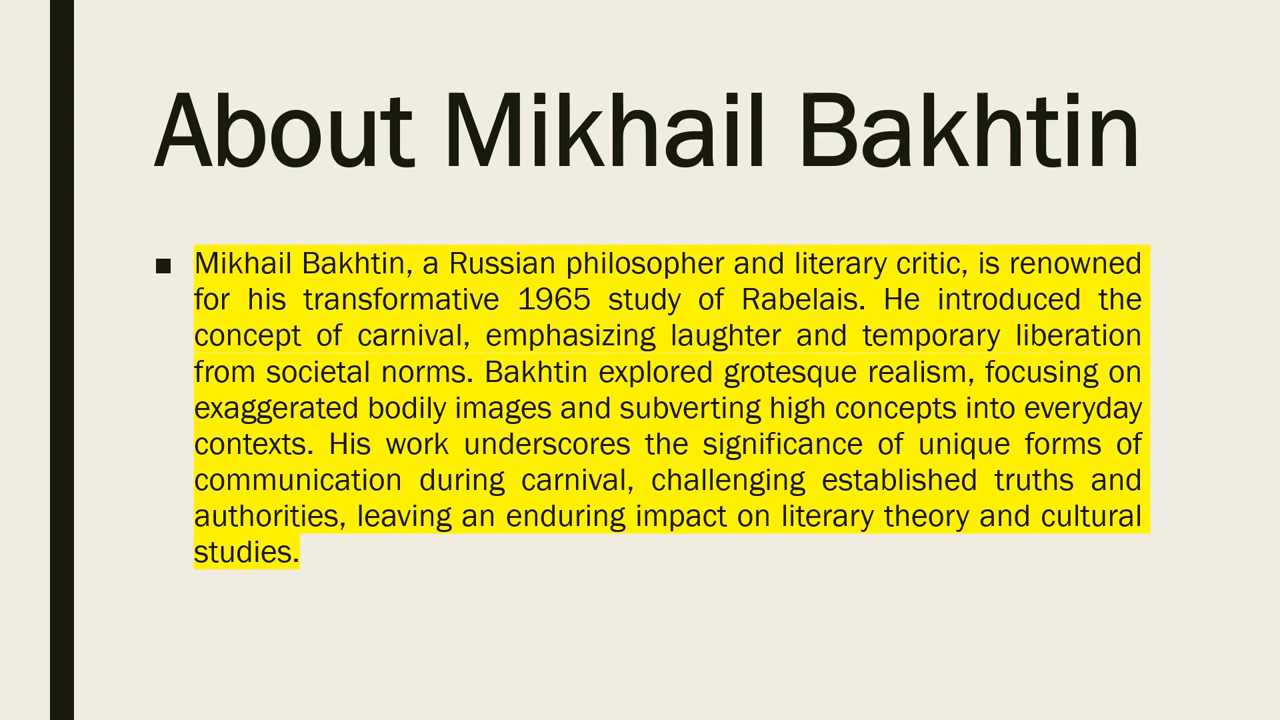 About Mikhail Bakhtin
▪ Mikhail Bakhtin, a Russian philosopher and literary critic, is renowned
for his transformative 1965 study of Rabelais. He introduced the
concept of carnival, emphasizing laughter and temporary liberation
from societal norms. Bakhtin explored grotesque realism, focusing on
exaggerated bodily images and subverting high concepts into everyday
contexts. His work underscores the significance of unique forms of
communication during carnival, challenging established truths and
authorities, leaving an enduring impact on literary theory and cultural
studies.